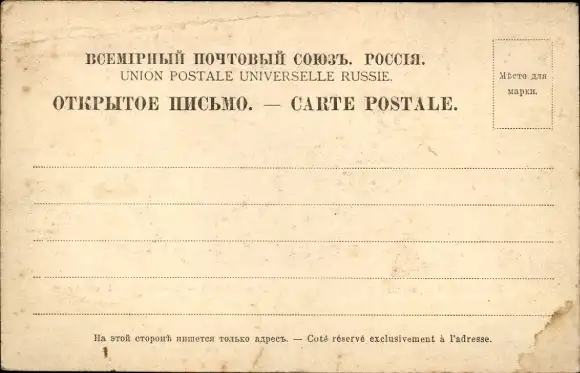 ВСЕМІРНЫЙ ПОЧТОВЫЙ СОЮЗЪ. РОССІЯ.
UNION POSTALE UNIVERSELLE RUSSIE.
ОТКРЫТОЕ ПИСЬМО. — CARTE POSTALE.
Мѣсто для
марки.
На этой сторонѣ пишется только адресъ. — Coté réservé exclusivement à l'adresse.